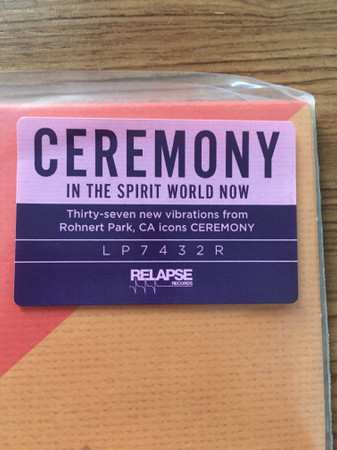 CEREMONY
IN THE SPIRIT WORLD NOW
Thirty-seven new vibrations from
Rohnert Park, CA icons CEREMONY
LP7432R
RELAPSE
RECORDS